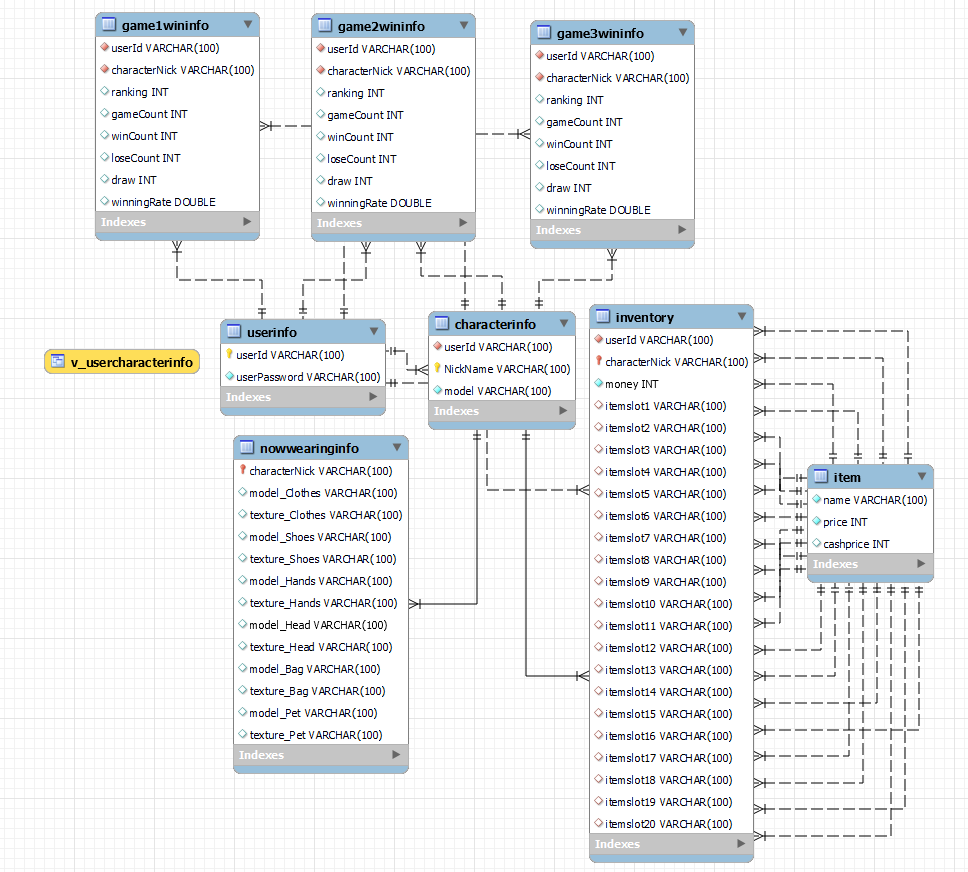 game1wininfo
userId VARCHAR(100)
characterNick VARCHAR(100)
ranking INT
gameCount INT
winCount INT
loseCount INT
draw INT
winningRate DOUBLE
Indexes
game2wininfo
userId VARCHAR(100)
characterNick VARCHAR(100)
ranking INT
gameCount INT
winCount INT
loseCount INT
draw INT
winningRate DOUBLE
Indexes
game3wininfo
userId VARCHAR(100)
characterNick VARCHAR(100)
ranking INT
gameCount INT
winCount INT
loseCount INT
draw INT
winningRate DOUBLE
Indexes
v_usercharacterinfo
userinfo
userId VARCHAR(100)
userPassword VARCHAR(100)
Indexes
characterinfo
userId VARCHAR(100)
NickName VARCHAR(100)
model VARCHAR(100)
Indexes
nowwearinginfo
characterNick VARCHAR(100)
model_Clothes VARCHAR(100)
texture_Clothes VARCHAR(100)
model_Shoes VARCHAR(100)
texture_Shoes VARCHAR(100)
model_Hands VARCHAR(100)
texture_Hands VARCHAR(100)
model_Head VARCHAR(100)
texture_Head VARCHAR(100)
model_Bag VARCHAR(100)
texture_Bag VARCHAR(100)
model_Pet VARCHAR(100)
texture_Pet VARCHAR(100)
Indexes
inventory
userId VARCHAR(100)
characterNick VARCHAR(100)
money INT
itemslot1 VARCHAR(100)
itemslot2 VARCHAR(100)
itemslot3 VARCHAR(100)
itemslot4 VARCHAR(100)
itemslot5 VARCHAR(100)
itemslot6 VARCHAR(100)
itemslot7 VARCHAR(100)
itemslot8 VARCHAR(100)
itemslot9 VARCHAR(100)
itemslot10 VARCHAR(100)
itemslot11 VARCHAR(100)
itemslot12 VARCHAR(100)
itemslot13 VARCHAR(100)
itemslot14 VARCHAR(100)
itemslot15 VARCHAR(100)
itemslot16 VARCHAR(100)
itemslot17 VARCHAR(100)
itemslot18 VARCHAR(100)
itemslot19 VARCHAR(100)
itemslot20 VARCHAR(100)
Indexes
item
name VARCHAR(100)
price INT
cashprice INT
Indexes